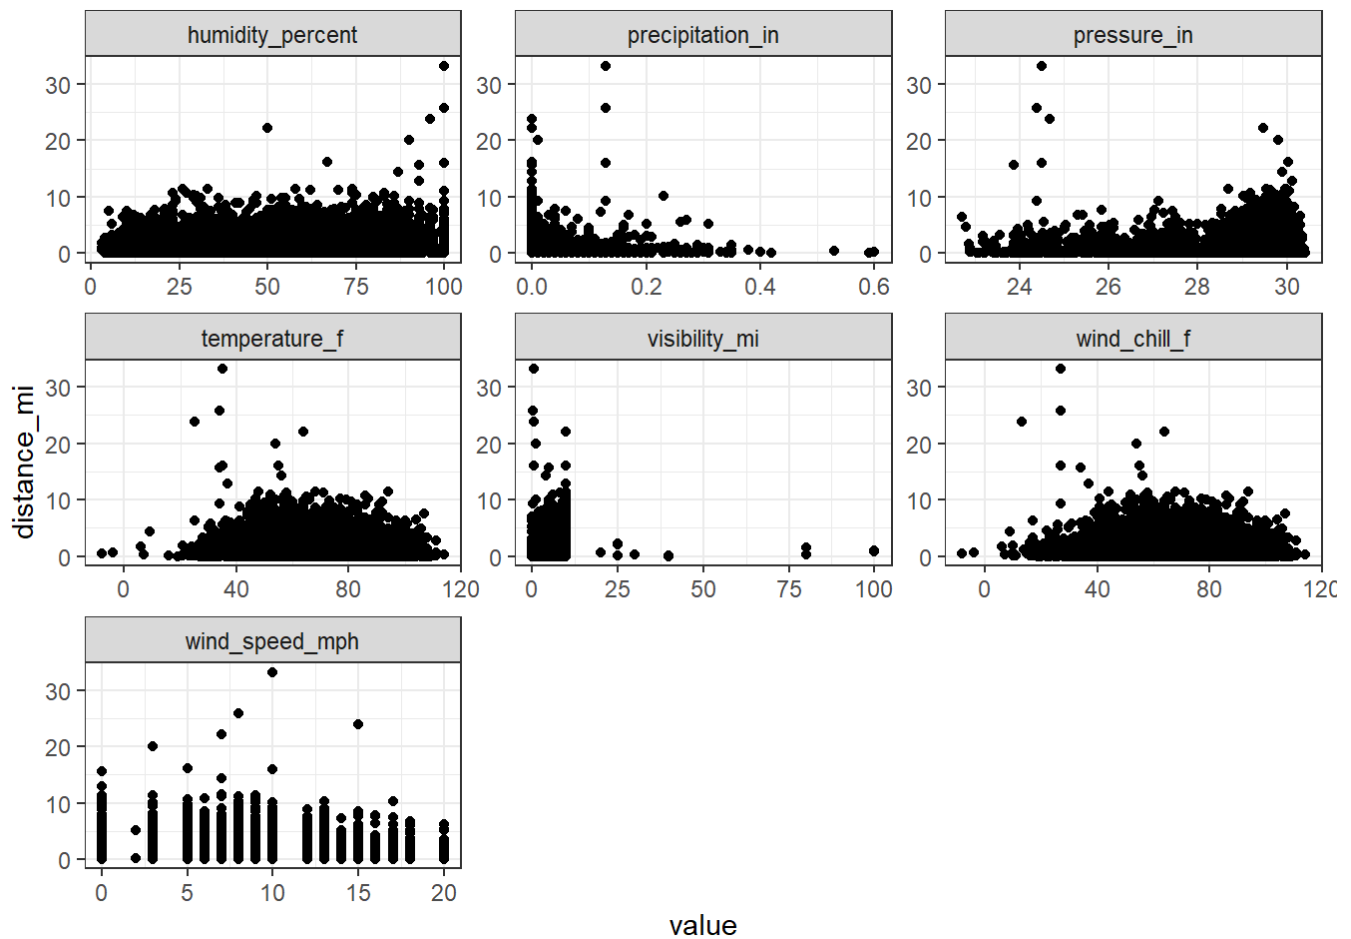 humidity_percent precipitation_in pressure_in
30 30 30
20 20 20
10 10 10
0 0 0
0 25 50 75 100 0.0 0.2 0.4 0.6 24 26 28 30
temperature_f visibility_mi wind_chill_f
30 30 30
20 20 20
10 10 10
0 0 0
0 40 80 120 0 25 50 75 100 0 40 80 120
distance_mi
wind_speed_mph
30
20
10
0
0 5 10 15 20
value